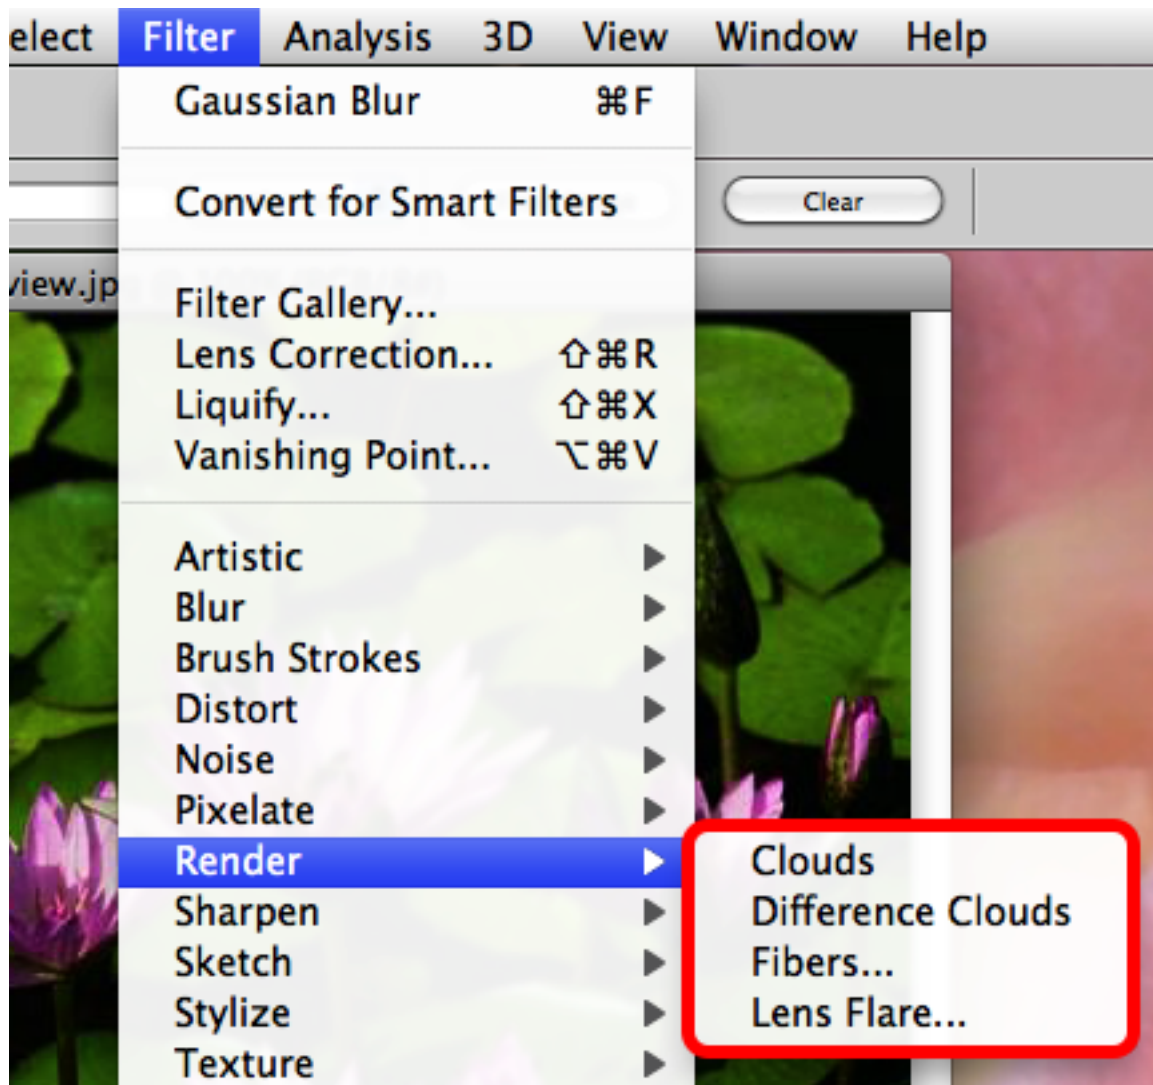 elect Filter Analysis 3D View Window Help
Gaussian Blur ⌘F
Convert for Smart Filters
Clear
view.jp
Filter Gallery...
Lens Correction... ⇧⌘R
Liquify... ⇧⌘X
Vanishing Point... ⌥⌘V
Artistic
Blur
Brush Strokes
Distort
Noise
Pixelate
Render
Clouds
Sharpen
Difference Clouds
Sketch
Fibers...
Stylize
Lens Flare...
Texture